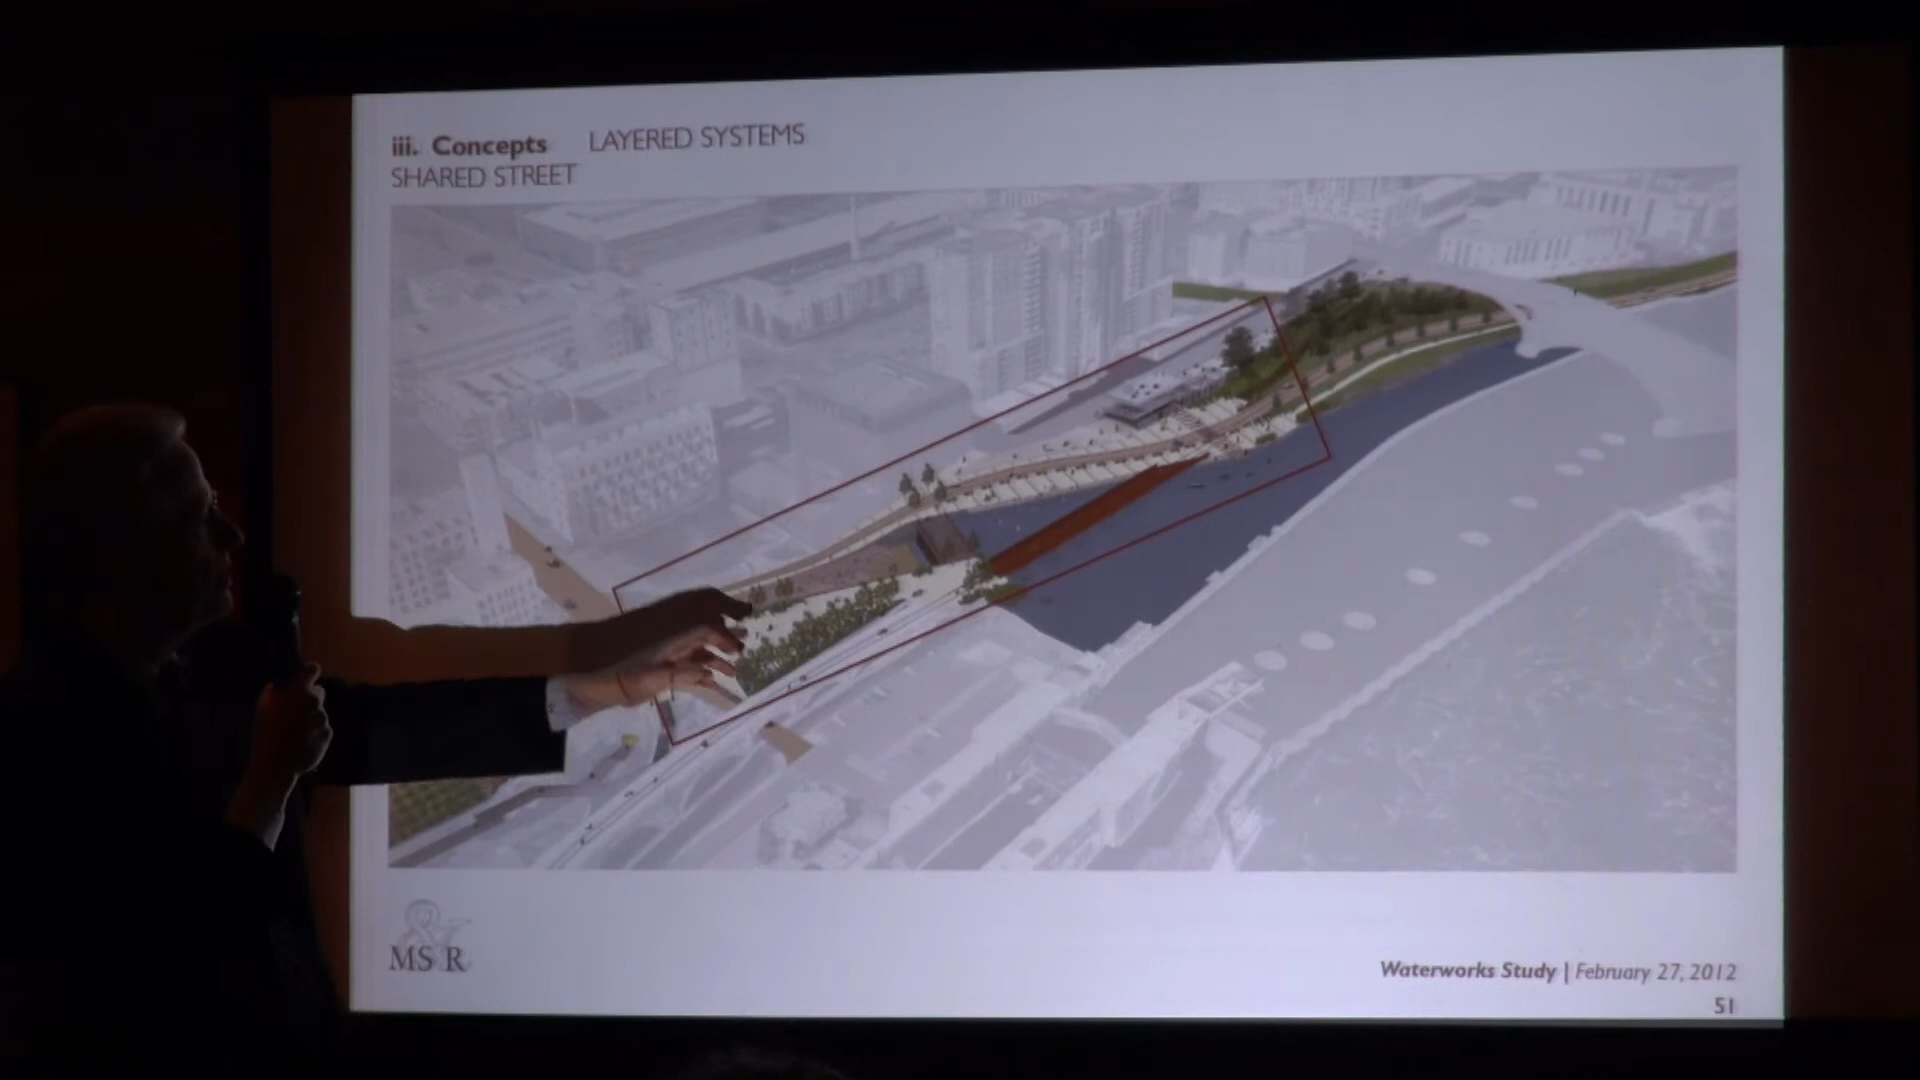 iii. Concepts LAYERED SYSTEMS
SHARED STREET
MS&R
Waterworks Study | February 27, 2012
51